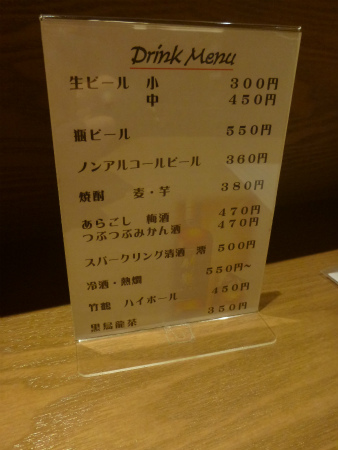 Drink Menu
生ビール 小 300円
中 450円
瓶ビール 550円
ノンアルコールビール 360円
焼酎 麦・芋 380円
あらごし 梅酒 470円
つぶつぶみかん酒 470円
スパークリング清酒 澪 500円
冷酒・熱燗 550円~
竹鶴 ハイボール 450円
黒烏龍茶 350円